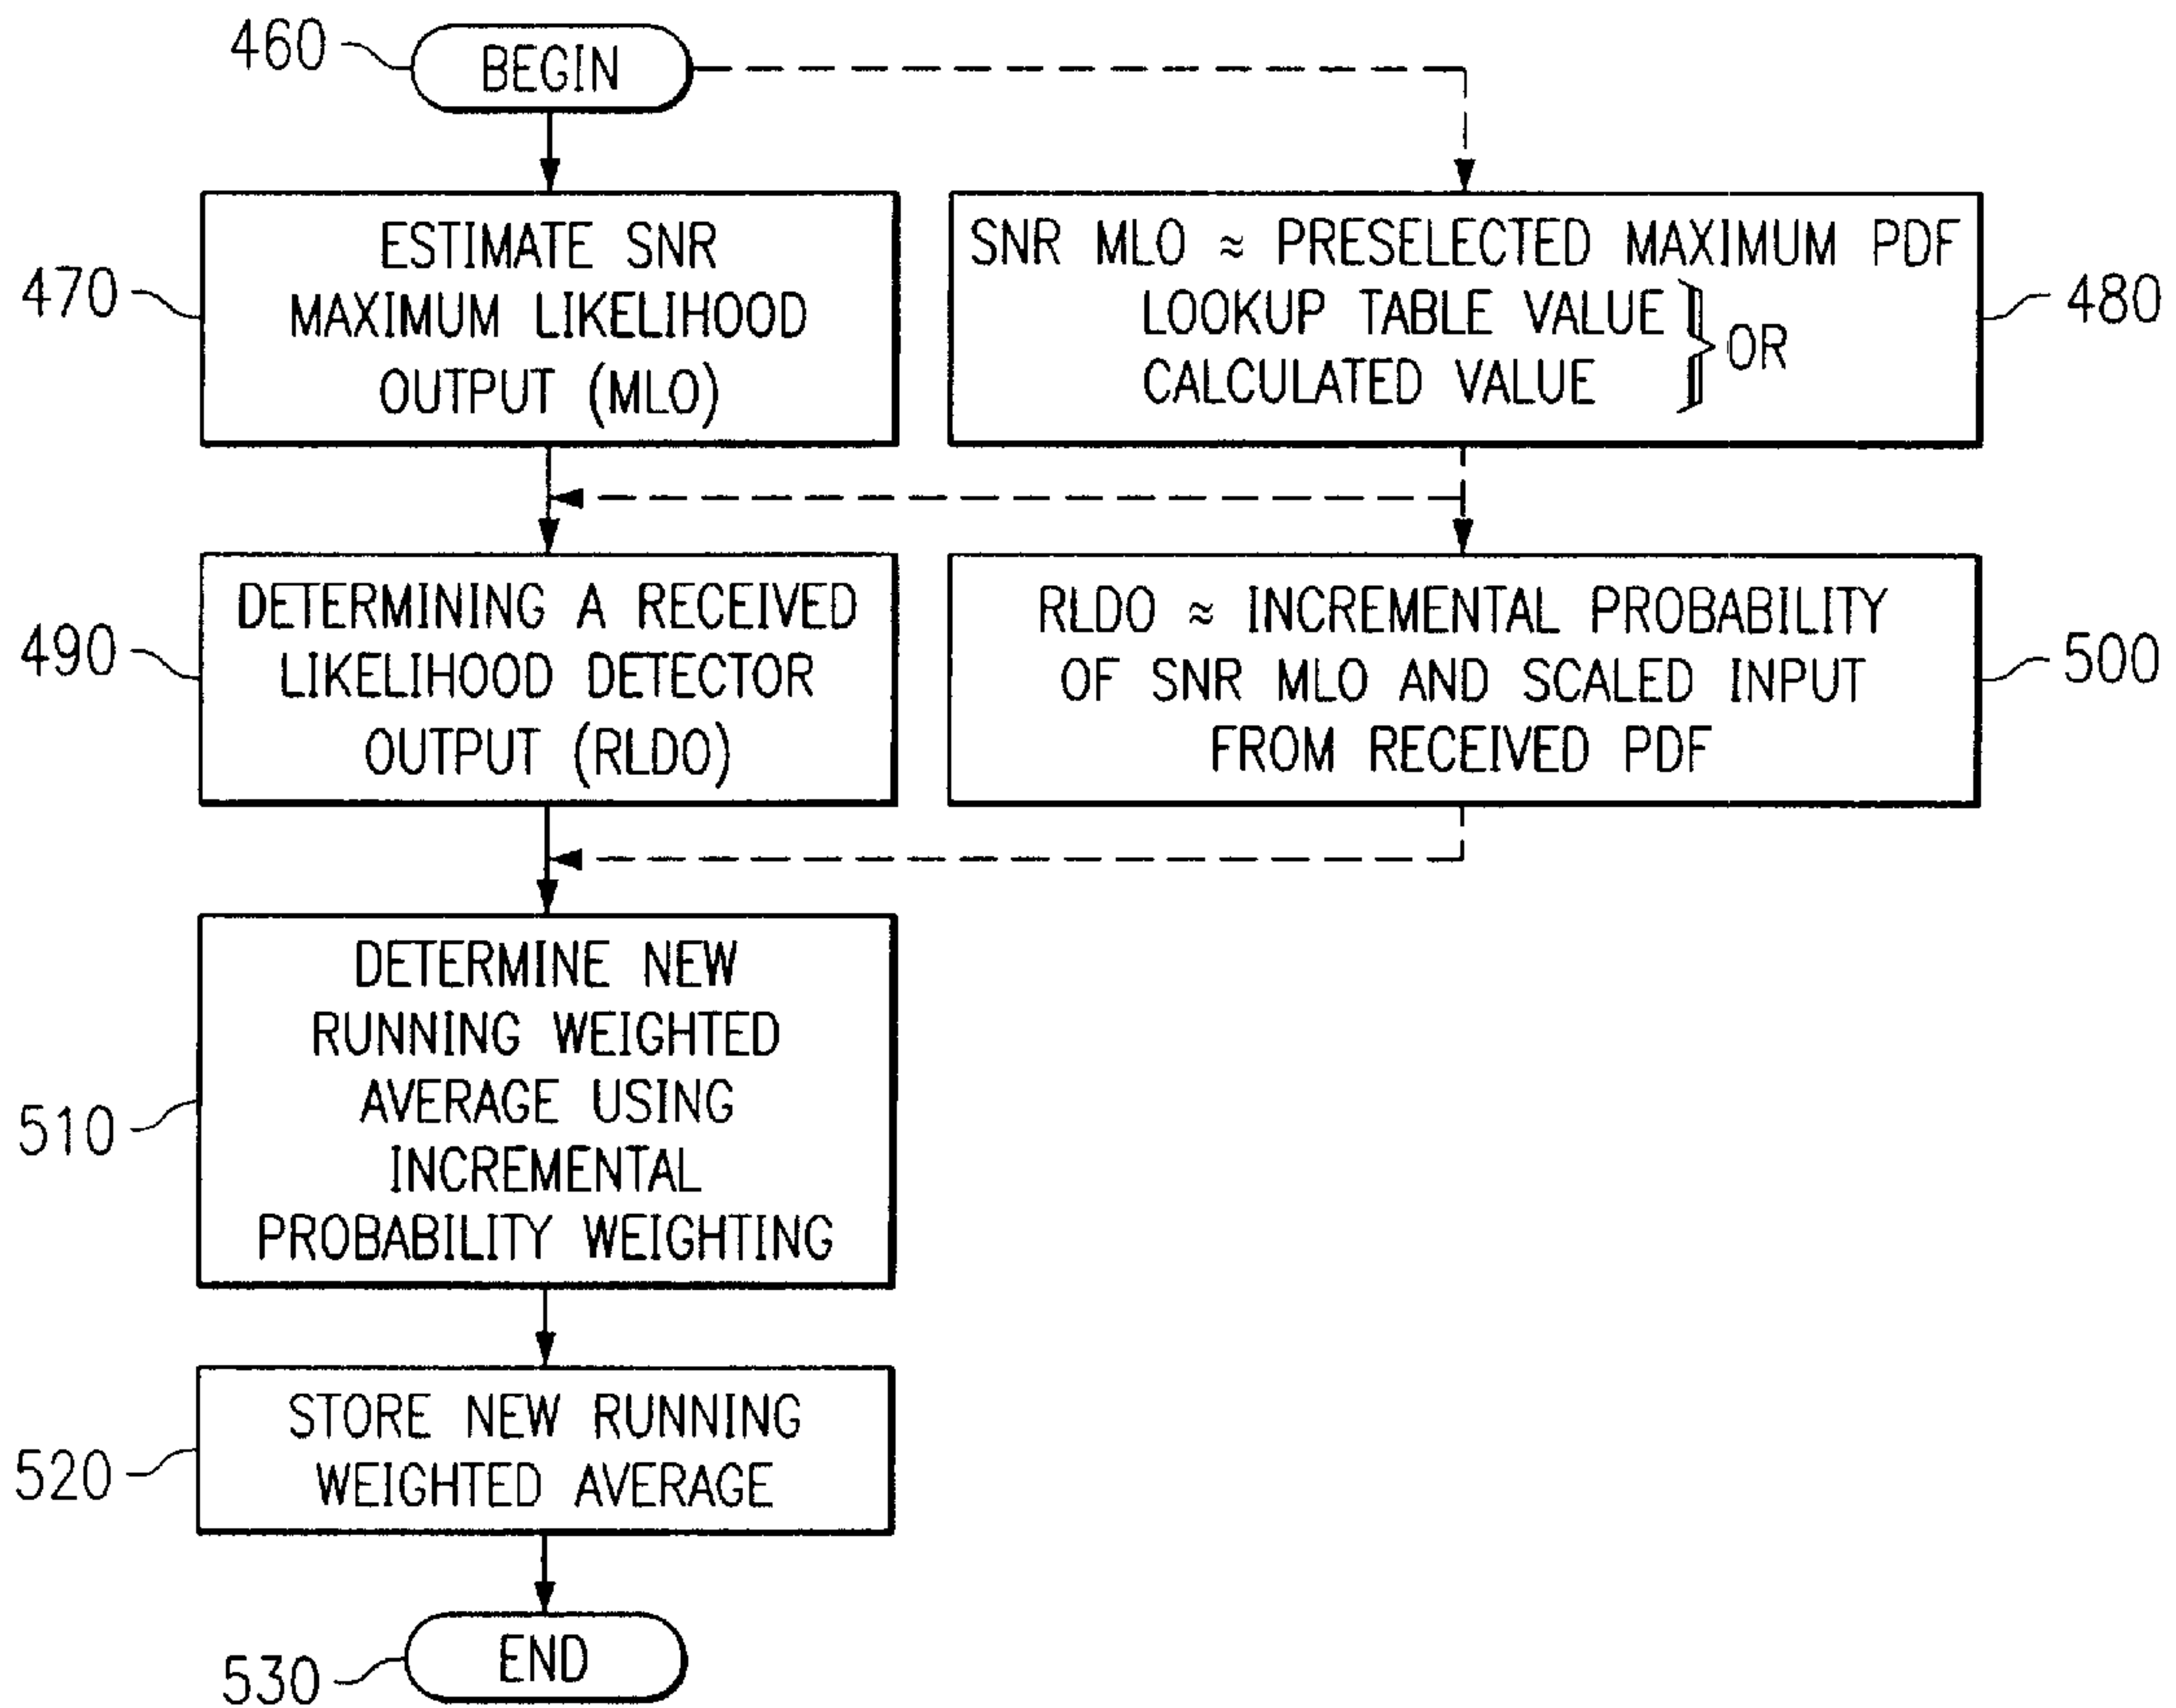 460
BEGIN
470
ESTIMATE SNR
MAXIMUM LIKELIHOOD
OUTPUT (MLO)
SNR MLO ≈ PRESELECTED MAXIMUM PDF
LOOKUP TABLE VALUE
CALCULATED VALUE
OR
480
490
DETERMINING A RECEIVED
LIKELIHOOD DETECTOR
OUTPUT (RLDO)
RLDO ≈ INCREMENTAL PROBABILITY
OF SNR MLO AND SCALED INPUT
FROM RECEIVED PDF
500
510
DETERMINE NEW
RUNNING WEIGHTED
AVERAGE USING
INCREMENTAL
PROBABILITY WEIGHTING
520
STORE NEW RUNNING
WEIGHTED AVERAGE
530
END